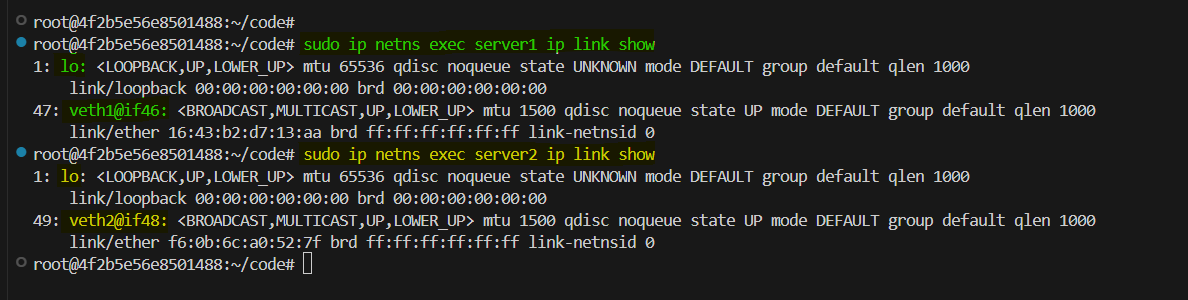 root@4f2b5e56e8501488:~/code#
root@4f2b5e56e8501488:~/code# sudo ip netns exec server1 ip link show
1: lo: <LOOPBACK,UP,LOWER_UP> mtu 65536 qdisc noqueue state UNKNOWN mode DEFAULT group default qlen 1000
link/loopback 00:00:00:00:00:00 brd 00:00:00:00:00:00
47: veth1@if46: <BROADCAST,MULTICAST,UP,LOWER_UP> mtu 1500 qdisc noqueue state UP mode DEFAULT group default qlen 1000
link/ether 16:43:b2:d7:13:aa brd ff:ff:ff:ff:ff:ff link-netnsid 0
root@4f2b5e56e8501488:~/code# sudo ip netns exec server2 ip link show
1: lo: <LOOPBACK,UP,LOWER_UP> mtu 65536 qdisc noqueue state UNKNOWN mode DEFAULT group default qlen 1000
link/loopback 00:00:00:00:00:00 brd 00:00:00:00:00:00
49: veth2@if48: <BROADCAST,MULTICAST,UP,LOWER_UP> mtu 1500 qdisc noqueue state UP mode DEFAULT group default qlen 1000
link/ether f6:0b:6c:a0:52:7f brd ff:ff:ff:ff:ff:ff link-netnsid 0
root@4f2b5e56e8501488:~/code#